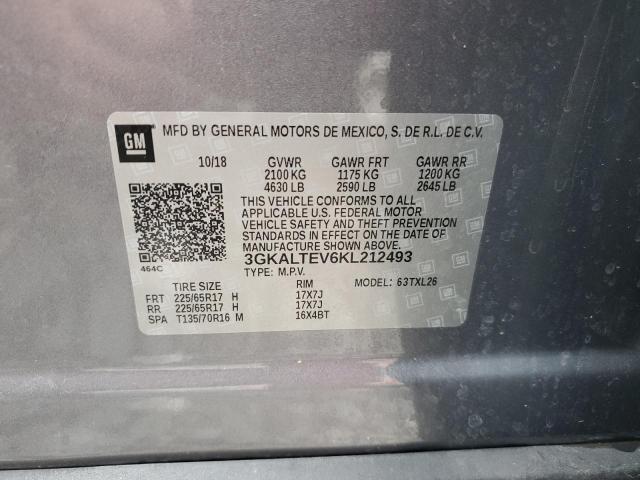 GM
MFD BY GENERAL MOTORS DE MEXICO, S. DE R.L. DE C.V.
10/18 GVWR GAWR FRT GAWR RR
2100 KG 1175 KG 1200 KG
4630 LB 2590 LB 2645 LB
THIS VEHICLE CONFORMS TO ALL
APPLICABLE U.S. FEDERAL MOTOR
VEHICLE SAFETY AND THEFT PREVENTION
STANDARDS IN EFFECT ON THE DATE OF
MANUFACTURE SHOWN ABOVE.
3GKALTEV6KL212493
464C TYPE: M.P.V. MODEL: 63TXL26
TIRE SIZE RIM
FRT 225/65R17 H 17X7J
RR 225/65R17 H 17X7J
SPA T135/70R16 M 16X4BT